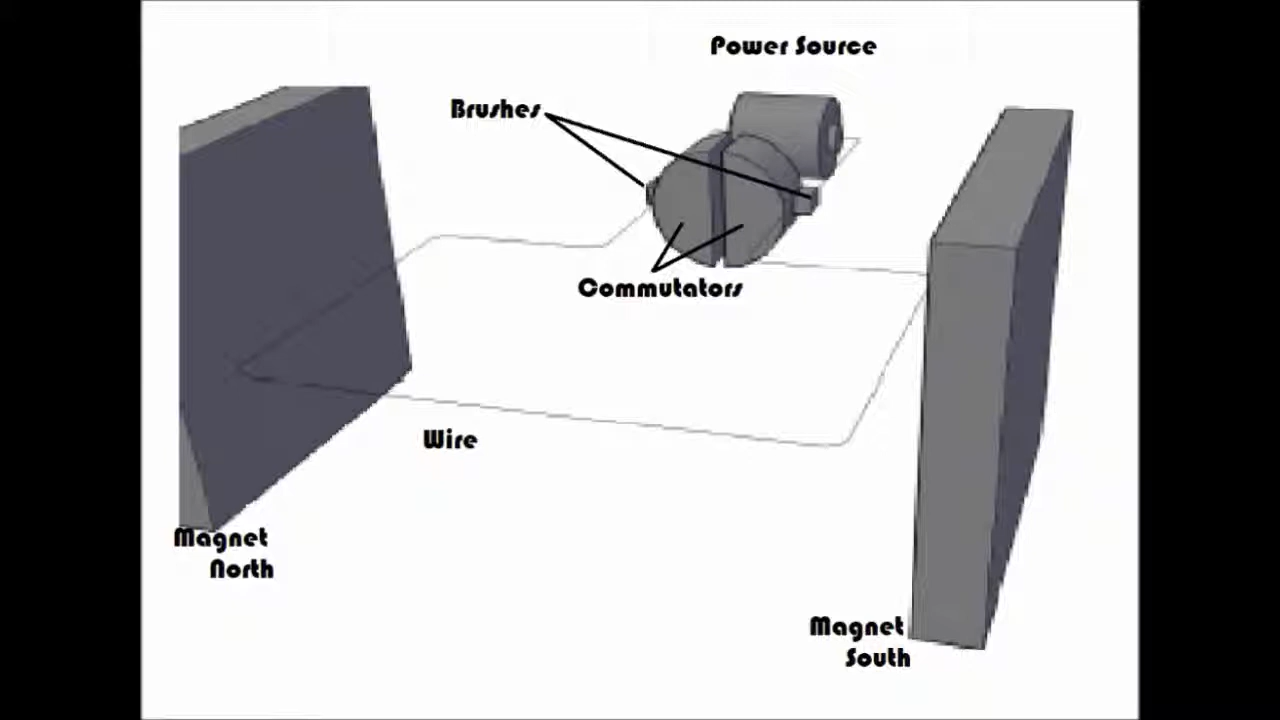 Power Source
Brushes
Commutators
Wire
Magnet
North
Magnet
South